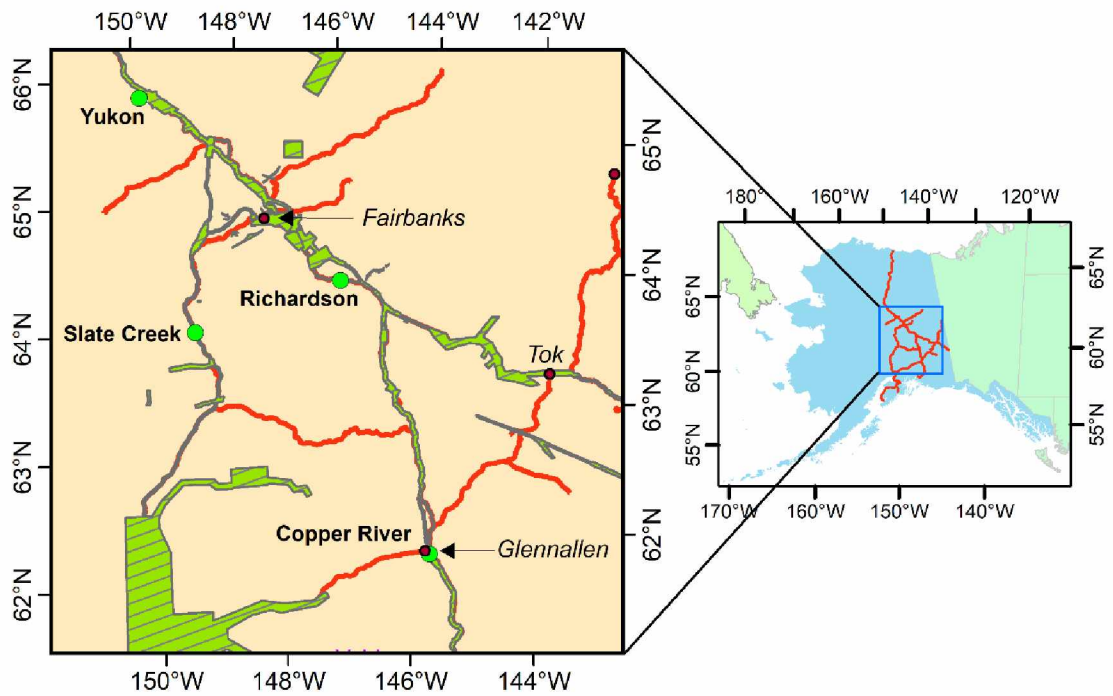 150°W 148°W 146°W 144°W 142°W
66°N
65°N
64°N
63°N
62°N
Yukon
Fairbanks
Richardson
Slate Creek
Tok
Copper River
Glennallen
65°N
64°N
63°N
62°N
150°W 148°W 146°W 144°W
180° 160°W 140°W 120°W
65°N
60°N
55°N
65°N
60°N
55°N
170°W 160°W 150°W 140°W